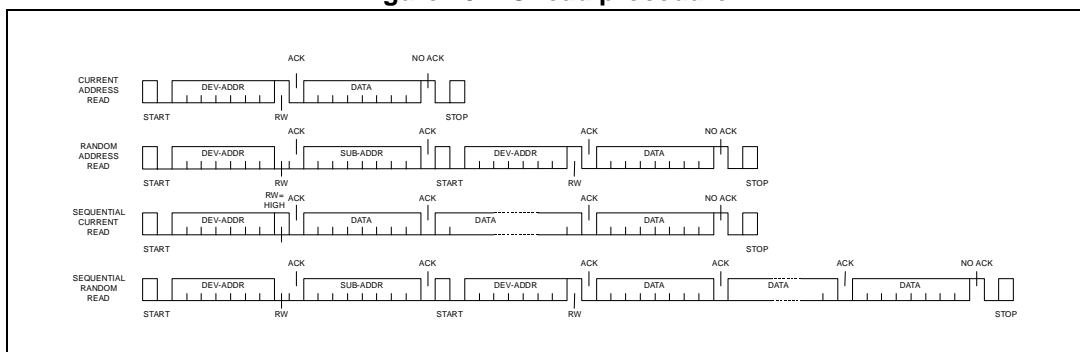 ACK NO ACK
CURRENT
ADDRESS
READ
DEV-ADDR DATA
START RW STOP
ACK ACK ACK NO ACK
RANDOM
ADDRESS
READ
DEV-ADDR SUB-ADDR DEV-ADDR DATA
START RW START RW STOP
RW=
HIGH
ACK ACK ACK NO ACK
SEQUENTIAL
CURRENT
READ
DEV-ADDR DATA DATA DATA
START STOP
ACK ACK ACK ACK ACK NO ACK
SEQUENTIAL
RANDOM
READ
DEV-ADDR SUB-ADDR DEV-ADDR DATA DATA DATA
START RW START RW STOP